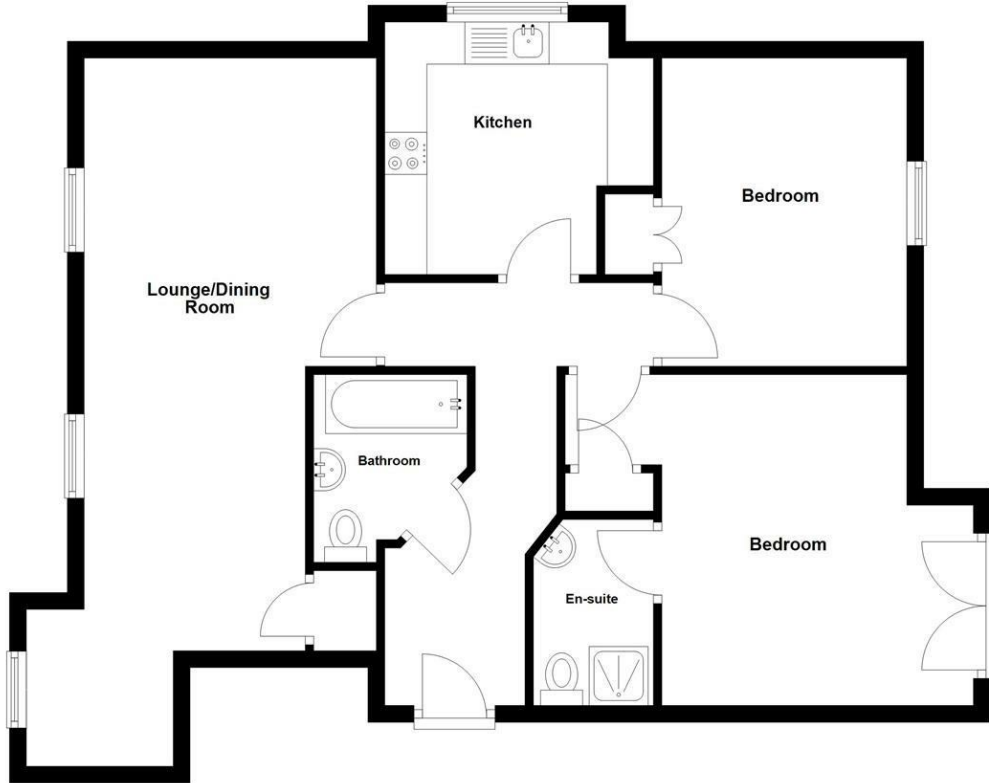 Kitchen
Bedroom
Lounge/Dining
Room
Bathroom
Bedroom
En-suite